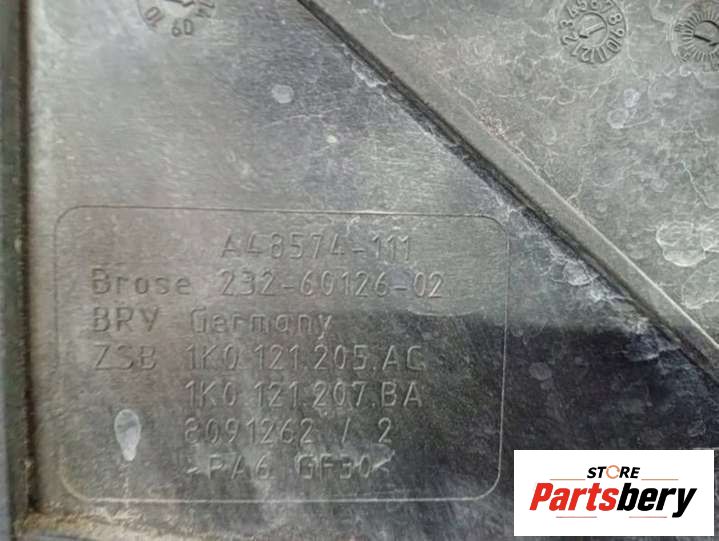 A48574-111
Brose 232-60126-02
BRV Germany
ZSB 1K0.121.205.AC
1K0.121.207.BA
8091262 / 2
>PA6 GF30<
STORE
Partsbery